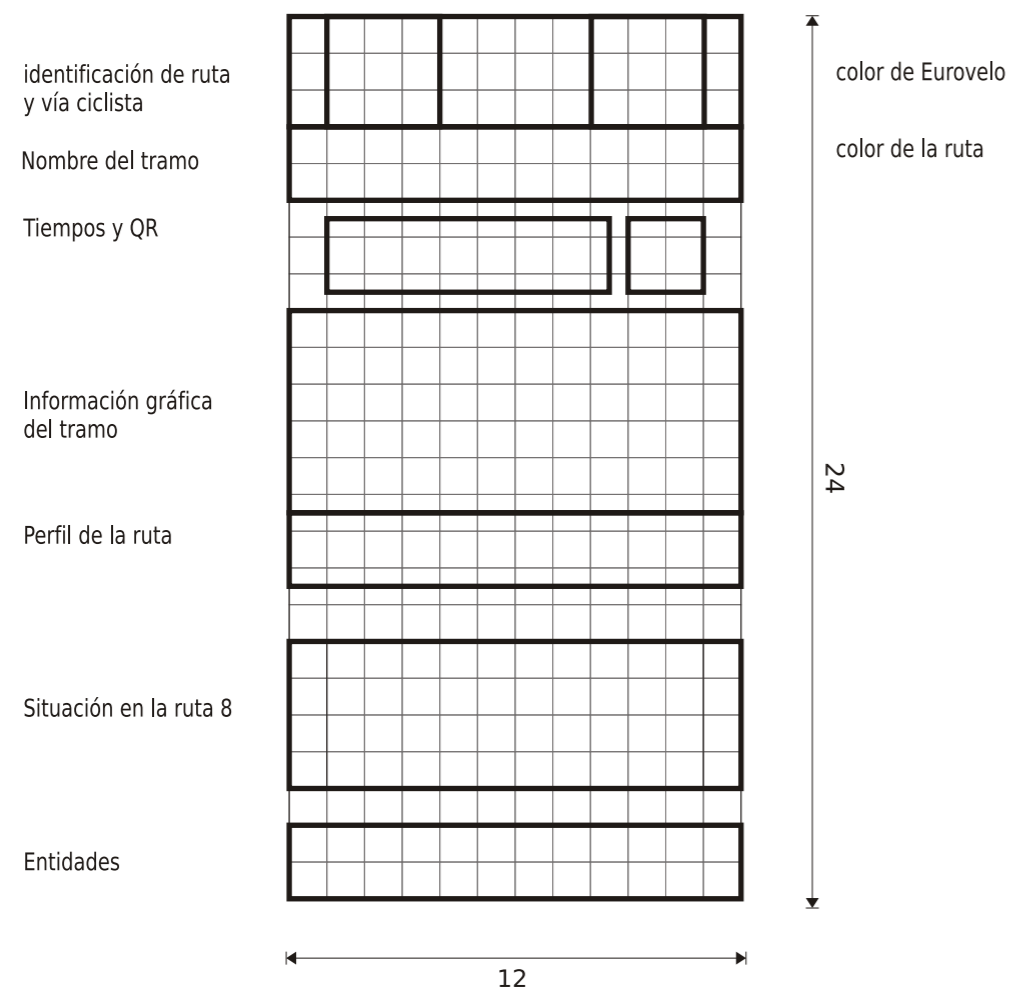 identificación de ruta
y vía ciclista
color de Eurovelo
Nombre del tramo
color de la ruta
Tiempos y QR
Información gráfica
del tramo
24
Perfil de la ruta
Situación en la ruta 8
Entidades
12